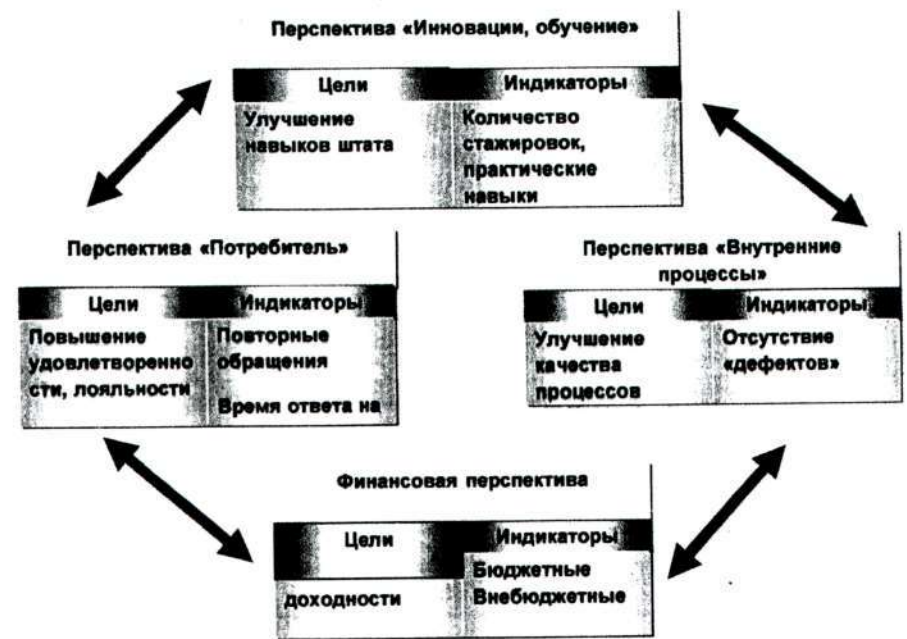 Перспектива «Инновации, обучение»
Цели
Индикаторы
Улучшение
навыков штата
Количество
стажировок,
практические
навыки
Перспектива «Потребитель»
Цели
Индикаторы
Повышение
удовлетворенно
сти, лояльности
Повторные
обращения
Время ответа на
Перспектива «Внутренние
процессы»
Цели
Индикаторы
Улучшение
качества
процессов
Отсутствие
«дефектов»
Финансовая перспектива
Цели
Индикаторы
доходности
Бюджетные
Внебюджетные